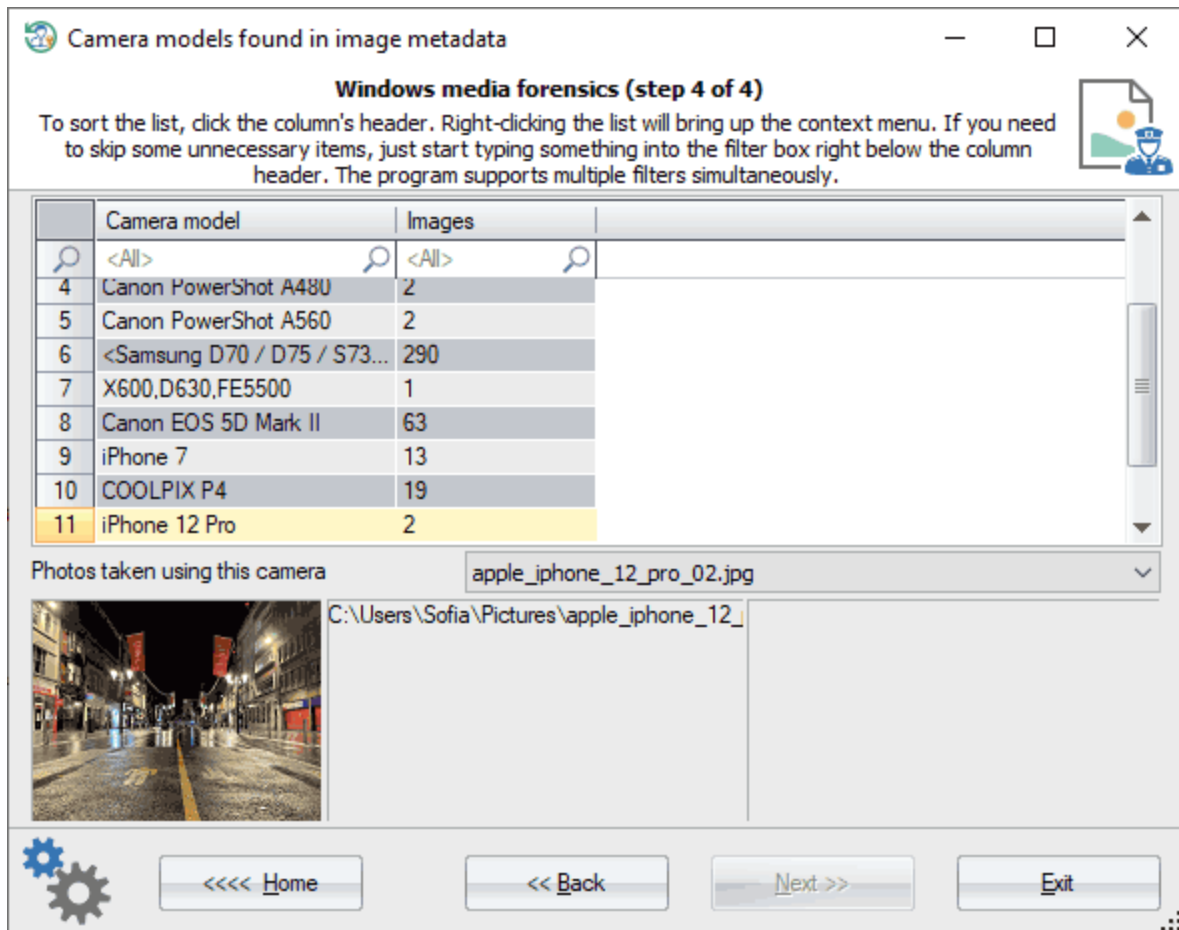 Camera models found in image metadata
Windows media forensics (step 4 of 4)
To sort the list, click the column's header. Right-clicking the list will bring up the context menu. If you need
to skip some unnecessary items, just start typing something into the filter box right below the column
header. The program supports multiple filters simultaneously.
Camera model Images
<All> <All>
4 Canon PowerShot A480 2
5 Canon PowerShot A560 2
6 <Samsung D70 / D75 / S73... 290
7 X600,D630,FE5500 1
8 Canon EOS 5D Mark II 63
9 iPhone 7 13
10 COOLPIX P4 19
11 iPhone 12 Pro 2
Photos taken using this camera apple_iphone_12_pro_02.jpg
C:\Users\Sofia\Pictures\apple_iphone_12_
<<<< Home << Back Next >> Exit